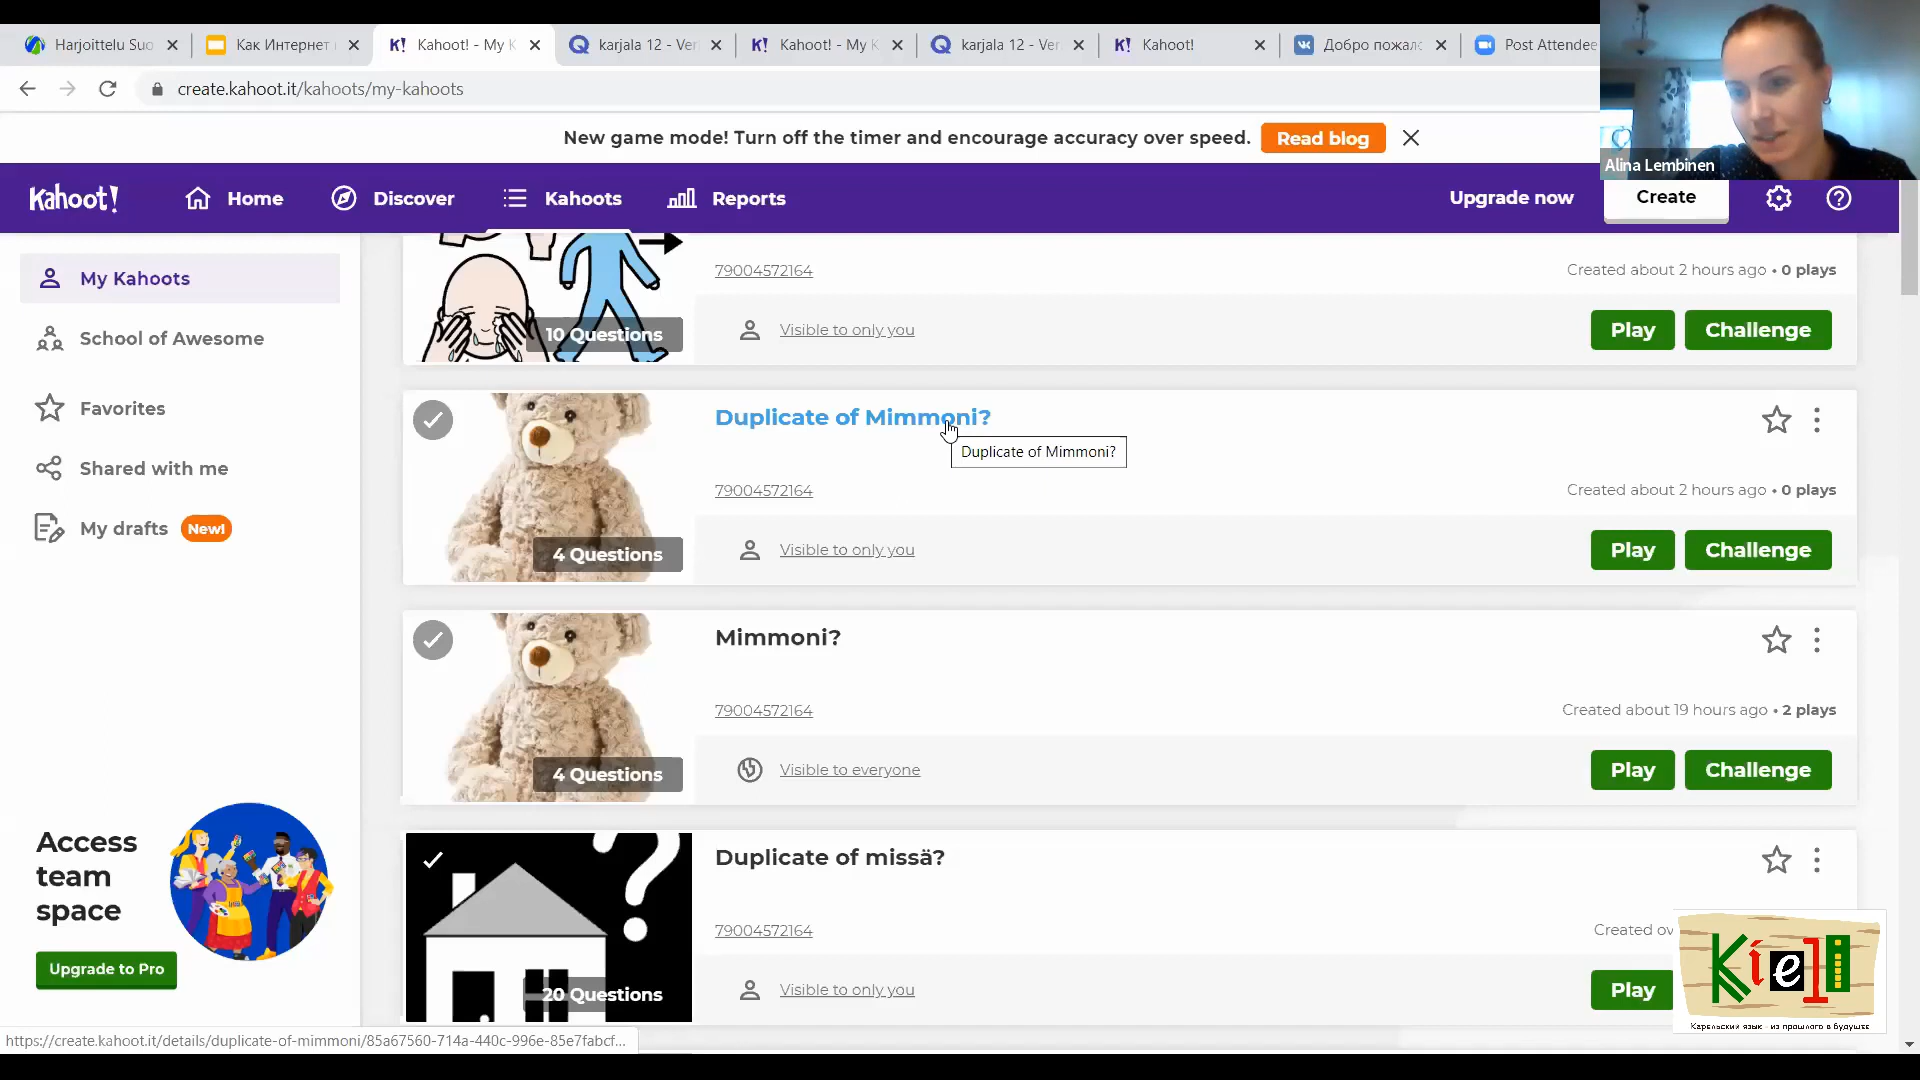 Harjoittelu Suo
Как Интернет
Kahoot! - My K
karjala 12 - Ver
Kahoot! - My K
karjala 12 - Ver
Kahoot!
Добро пожал
Post Attendee
create.kahoot.it/kahoots/my-kahoots
New game mode! Turn off the timer and encourage accuracy over speed. Read blog
Alina Lembinen
Kahoot! Home Discover Kahoots Reports Upgrade now Create
My Kahoots
School of Awesome
Favorites
Shared with me
My drafts New!
Access
team
space
Upgrade to Pro
79004572164 Created about 2 hours ago • 0 plays
10 Questions Visible to only you Play Challenge
Duplicate of Mimmoni?
Duplicate of Mimmoni?
79004572164 Created about 2 hours ago • 0 plays
4 Questions Visible to only you Play Challenge
Mimmoni?
79004572164 Created about 19 hours ago • 2 plays
4 Questions Visible to everyone Play Challenge
Duplicate of missä?
79004572164 Created ov
20 Questions Visible to only you Play
Kieli
Карельский язык - из прошлого в будущее
https://create.kahoot.it/details/duplicate-of-mimmoni/85a67560-714a-440c-996e-85e7fabcf...